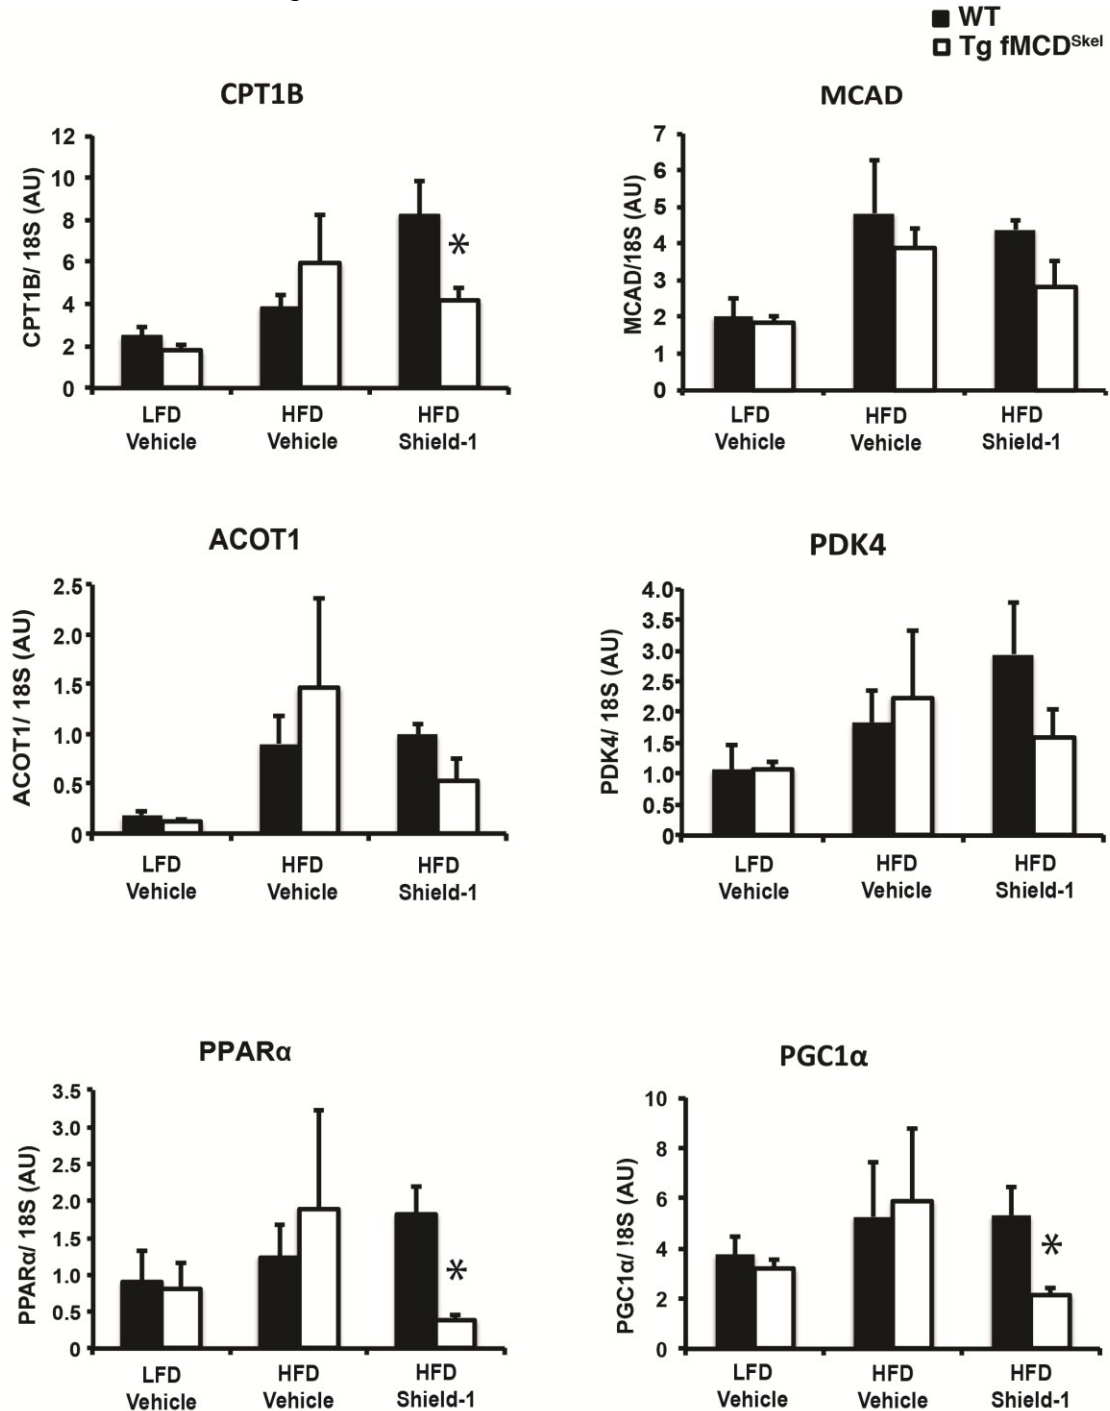 WT
Tg fMCDSkel
CPT1B
CPT1B/ 18S (AU)
12
10
8
6
4
2
0
*
LFD
Vehicle
HFD
Vehicle
HFD
Shield-1
MCAD
MCAD/18S (AU)
7
6
5
4
3
2
1
0
LFD
Vehicle
HFD
Vehicle
HFD
Shield-1
ACOT1
ACOT1/ 18S (AU)
2.5
2.0
1.5
1.0
0.5
0
LFD
Vehicle
HFD
Vehicle
HFD
Shield-1
PDK4
PDK4/ 18S (AU)
4.0
3.5
3.0
2.5
2.0
1.5
1.0
0.5
0
LFD
Vehicle
HFD
Vehicle
HFD
Shield-1
PPARα
PPARα/ 18S (AU)
3.5
3.0
2.5
2.0
1.5
1.0
0.5
0
*
LFD
Vehicle
HFD
Vehicle
HFD
Shield-1
PGC1α
PGC1α/ !8S (AU)
10
8
6
4
2
0
*
LFD
Vehicle
HFD
Vehicle
HFD
Shield-1